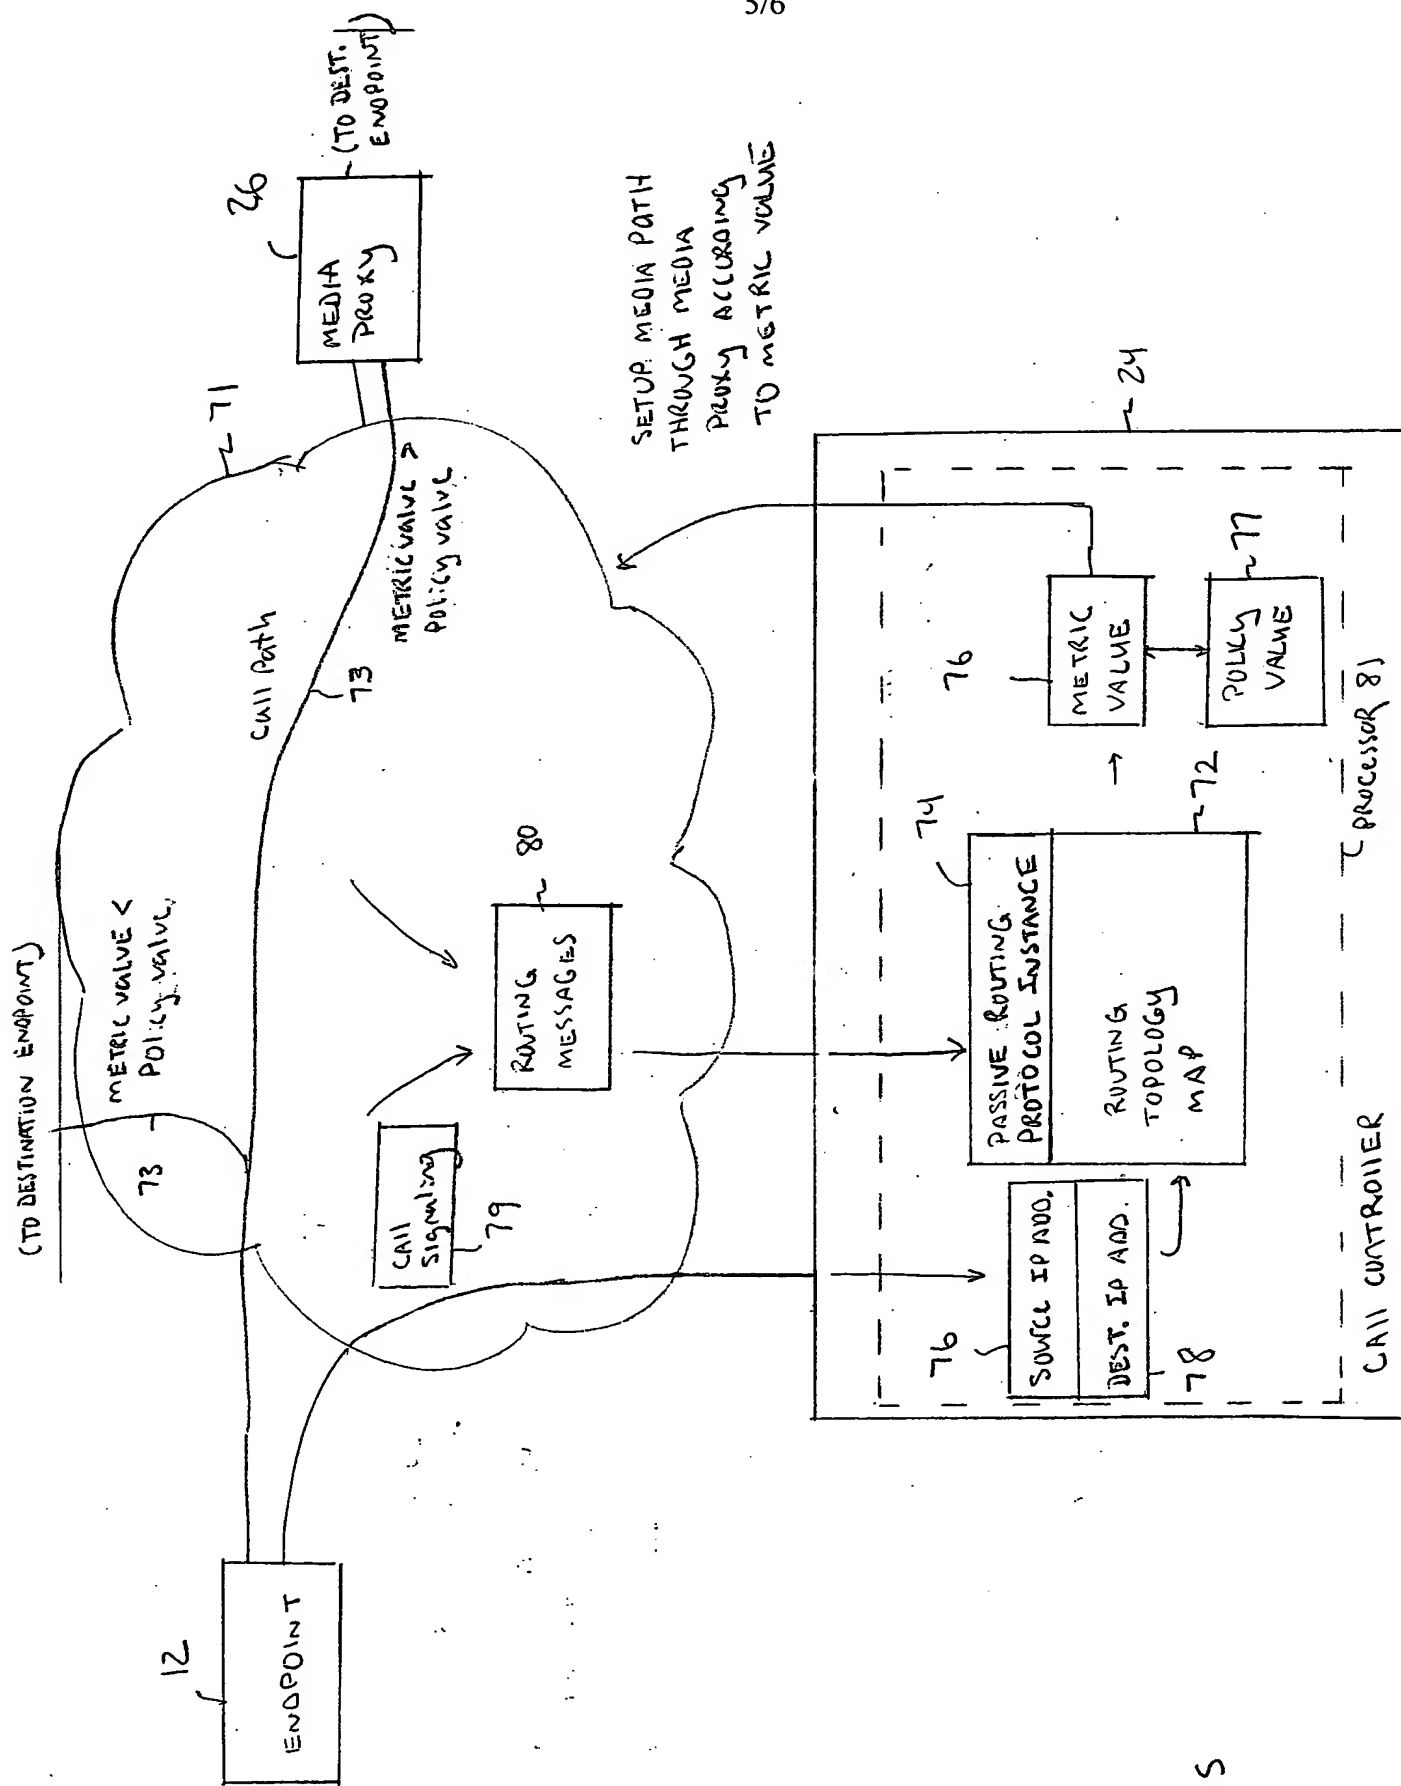 5/6
(TO DESTINATION ENDPOINT)
METRIC VALUE <
Policy value,
73
Call Path
73
METRIC value >
Policy value
71
26
MEDIA
PROXY
(TO DEST.
ENDPOINT)
12
ENDPOINT
CALL
Signaling
79
ROUTING
MESSAGES
80
SETUP MEDIA PATH
THROUGH MEDIA
PROXY ACCORDING
TO METRIC VALUE
24
76
SOURCE IP ADD.
DEST. IP ADD.
78
74
PASSIVE ROUTING
PROTOCOL INSTANCE
ROUTING
TOPOLOGY
MAP
72
76
METRIC
VALUE
POLICY
VALUE
77
PROCESSOR 81
CALL CONTROLLER
5